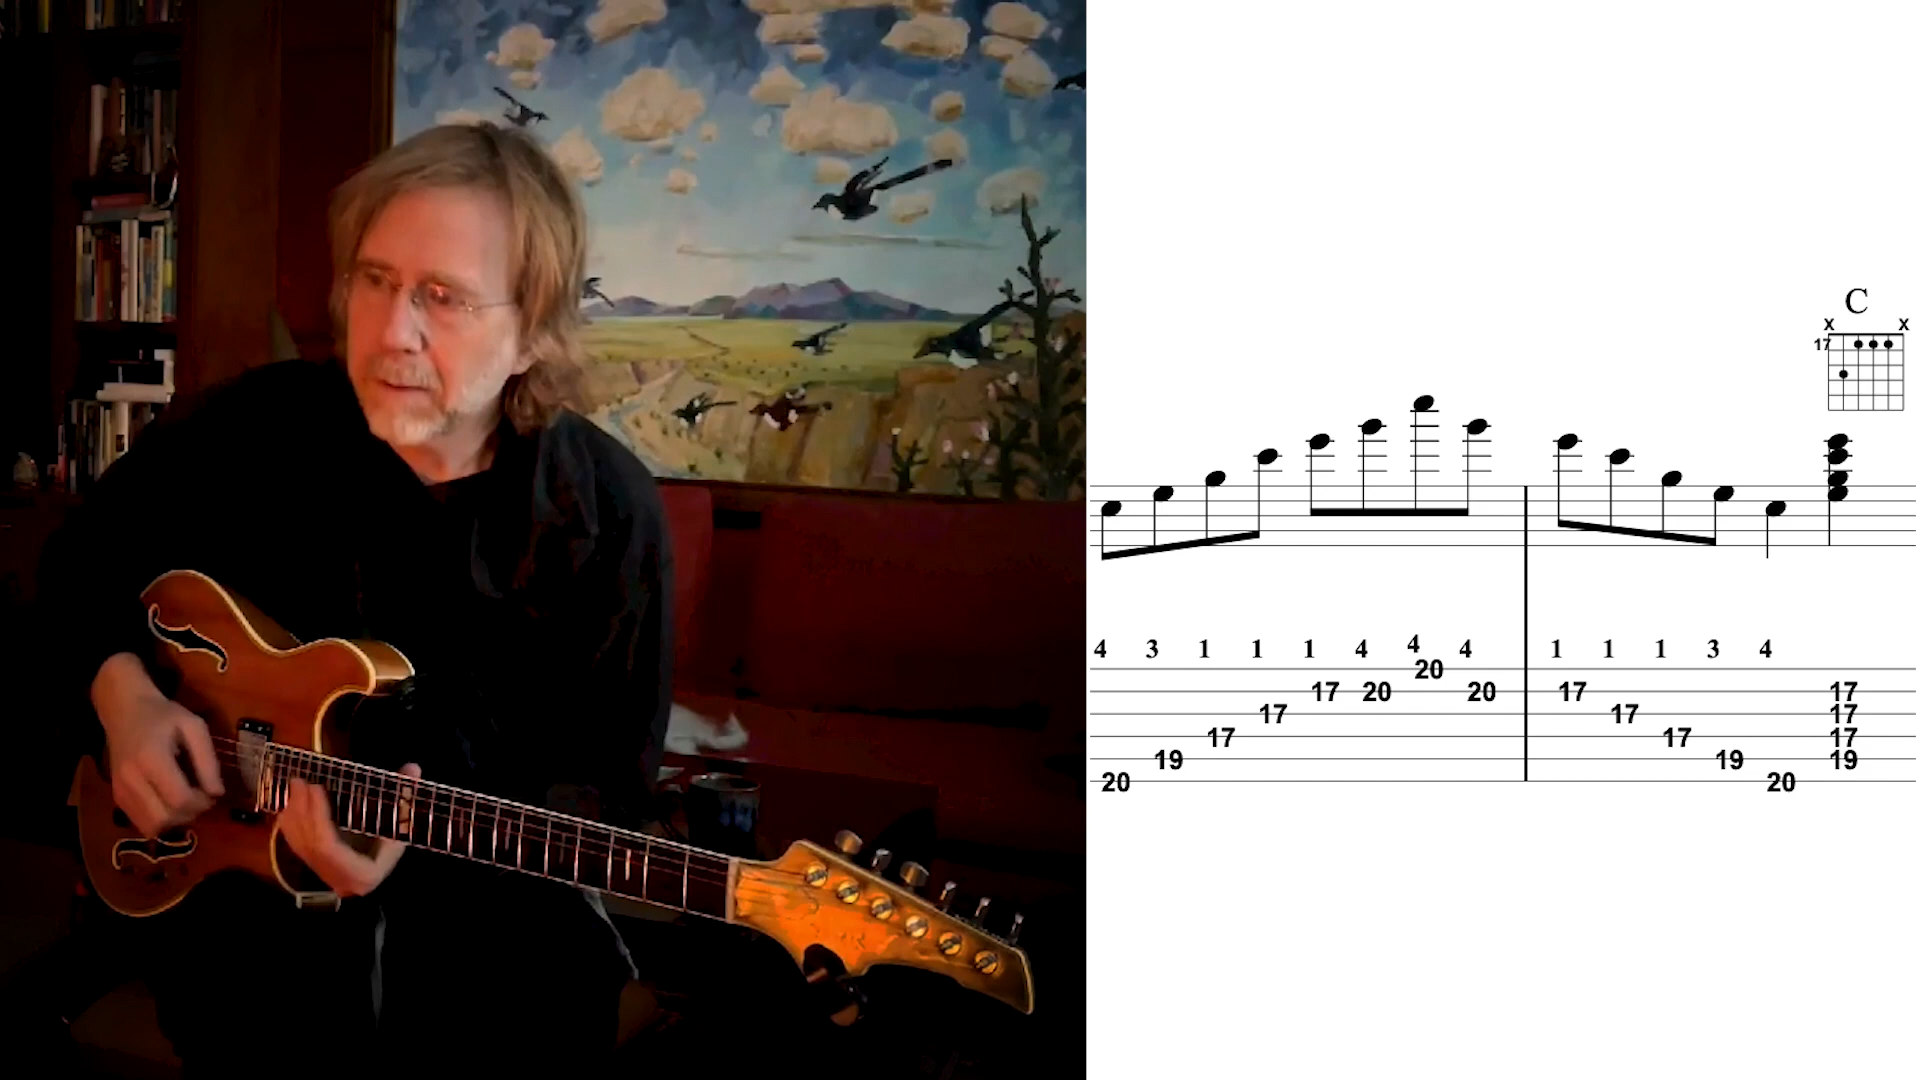 C
x x
17
4 3 1 1 1 4 4 4 1 1 1 3 4
20
17 20 20 17 17
17 17 17
17 17 17
19 19 19
20 20